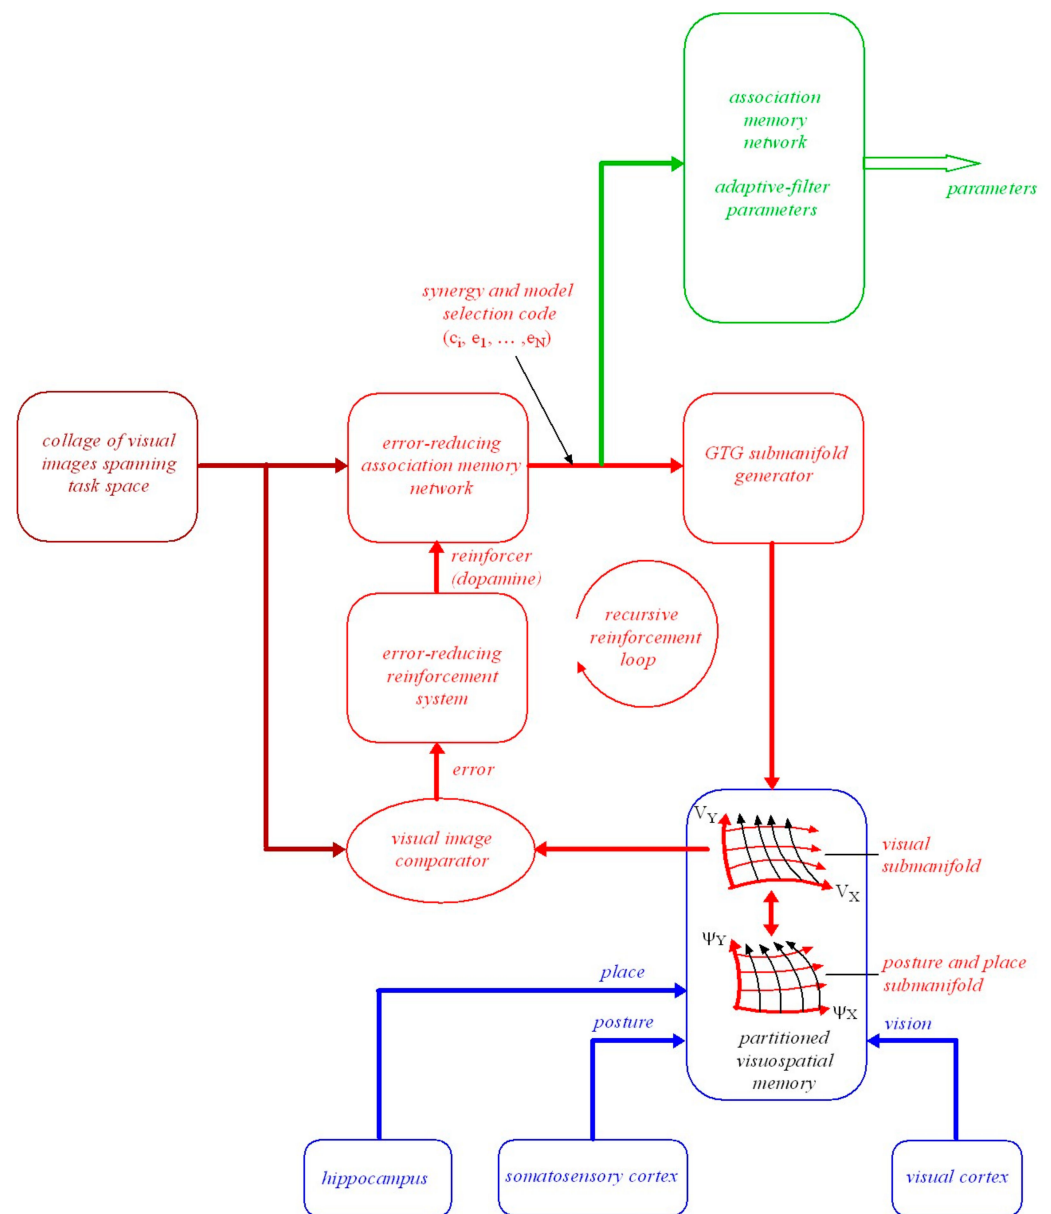 association
memory
network
adaptive-filter
parameters
parameters
synergy and model
selection code
(cᵢ, e₁, … ,e_N)
collage of visual
images spanning
task space
error-reducing
association memory
network
GTG submanifold
generator
reinforcer
(dopamine)
recursive
reinforcement
loop
error-reducing
reinforcement
system
error
visual image
comparator
V_Y
V_X
visual
submanifold
Ψ_Y
Ψ_X
posture and place
submanifold
place
posture
vision
partitioned
visuospatial
memory
hippocampus
somatosensory cortex
visual cortex